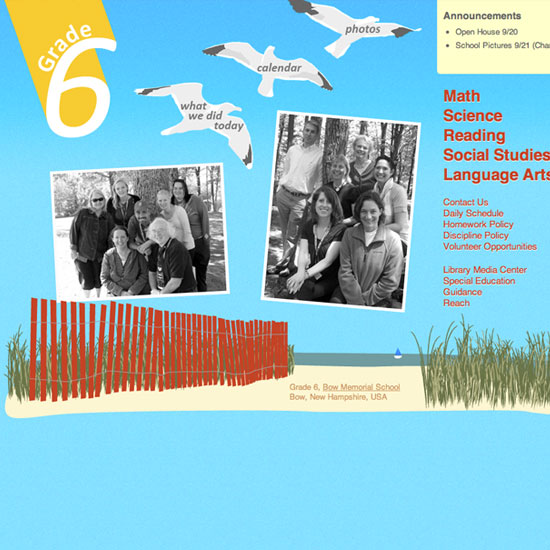 Grade
6
photos
calendar
what
we did
today
Announcements
• Open House 9/20
• School Pictures 9/21 (Cha
Math
Science
Reading
Social Studies
Language Arts
Contact Us
Daily Schedule
Homework Policy
Discipline Policy
Volunteer Opportunities
Library Media Center
Special Education
Guidance
Reach
Grade 6, Bow Memorial School
Bow, New Hampshire, USA